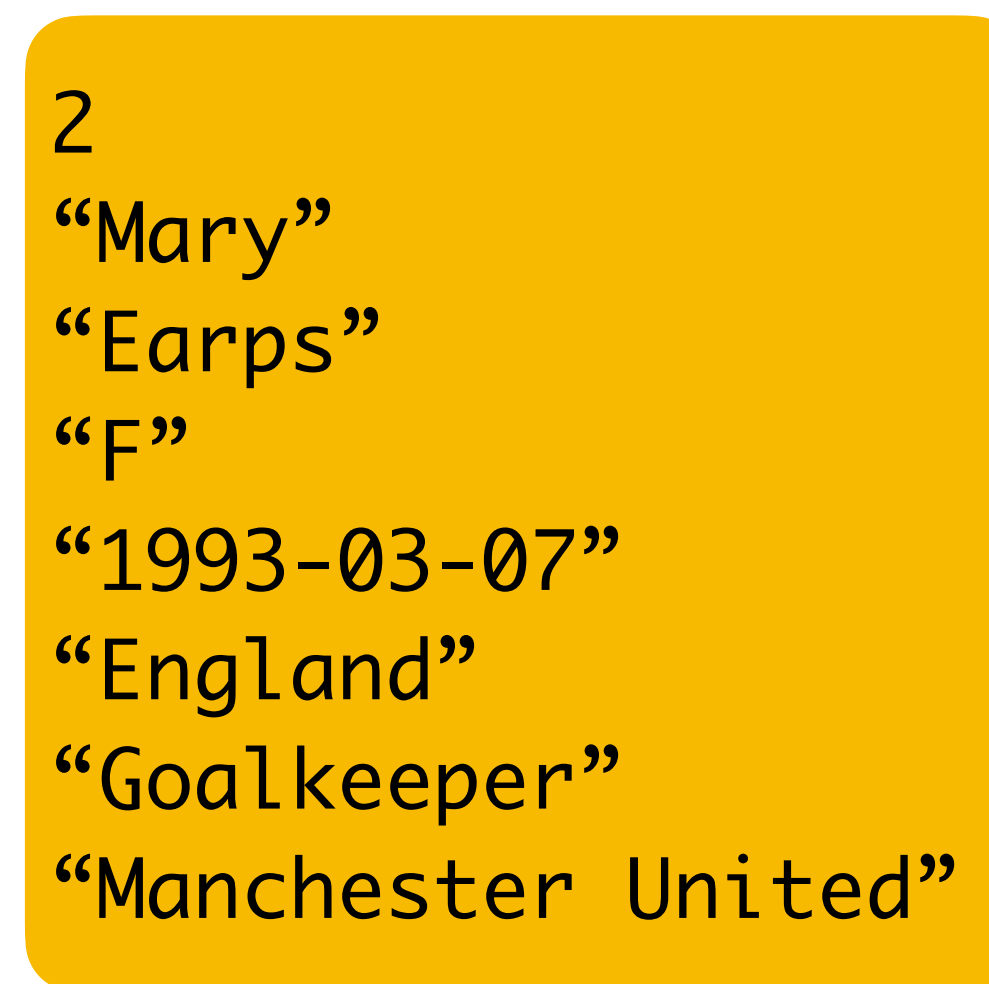 2
“Mary”
“Earps”
“F”
“1993-03-07”
“England”
“Goalkeeper”
“Manchester United”